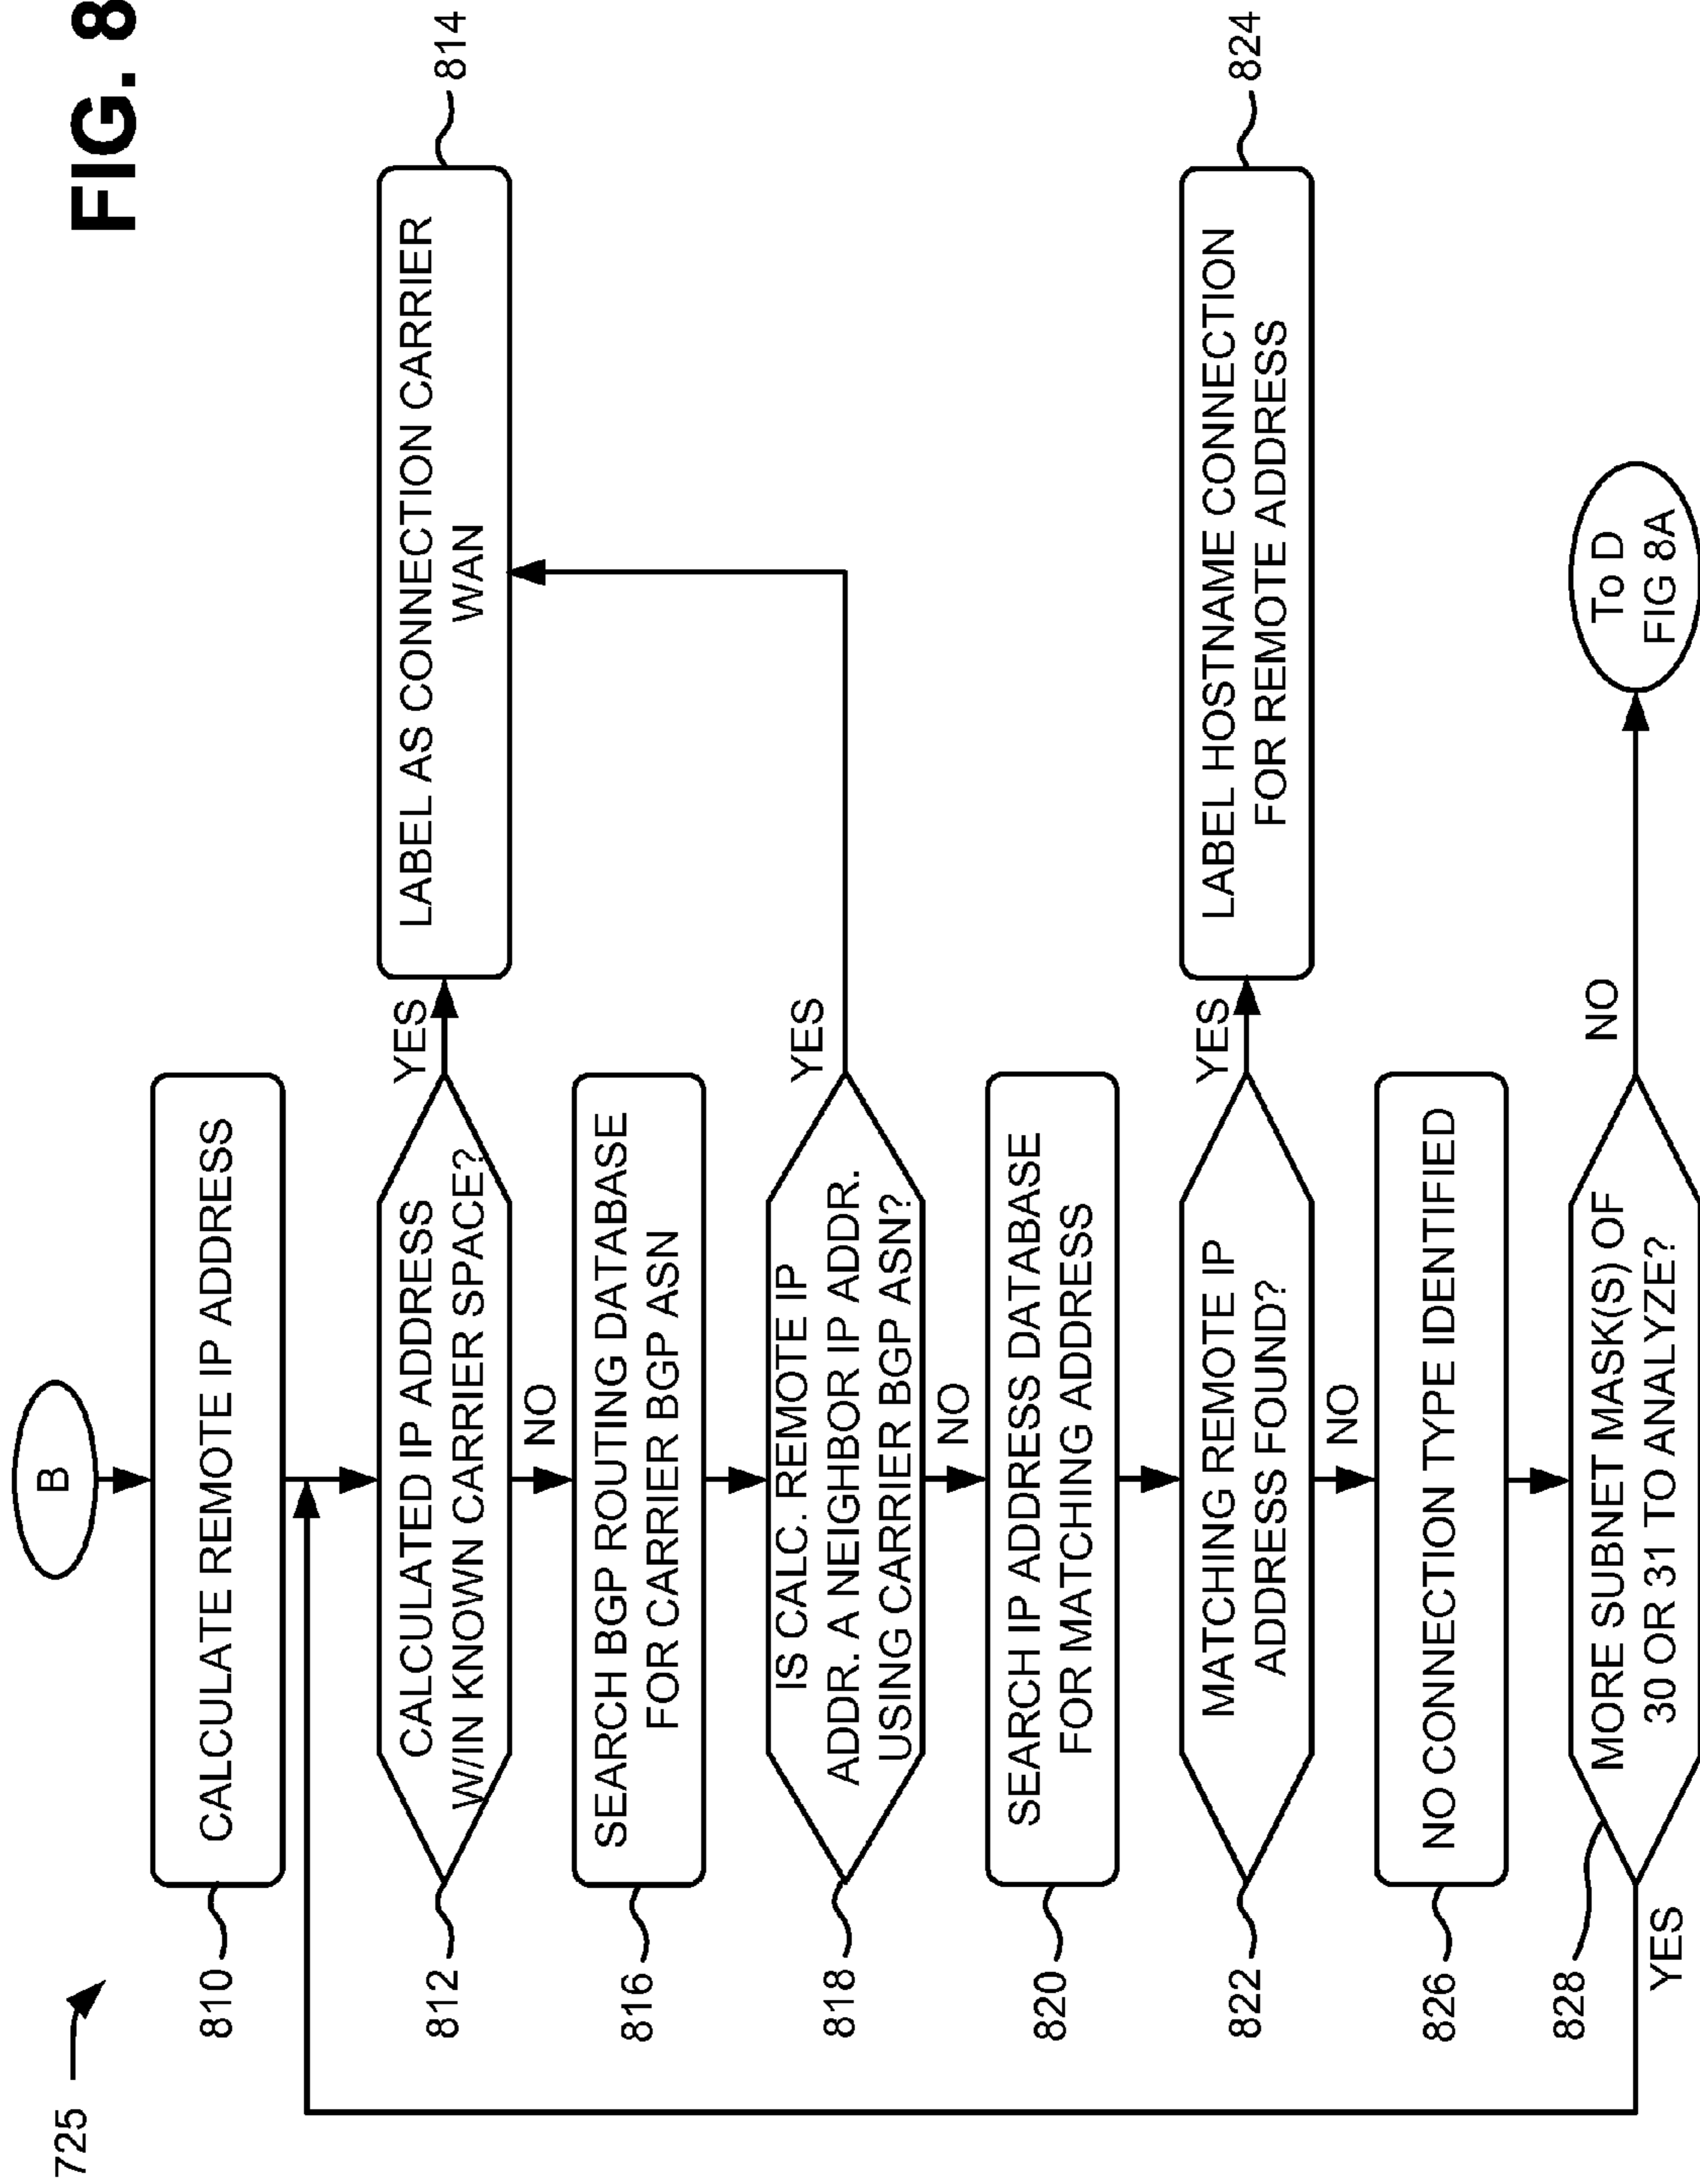 FIG. 8
725
B
810
CALCULATE REMOTE IP ADDRESS
812
CALCULATED IP ADDRESS
W/IN KNOWN CARRIER SPACE?
YES
LABEL AS CONNECTION CARRIER
WAN
814
NO
816
SEARCH BGP ROUTING DATABASE
FOR CARRIER BGP ASN
818
IS CALC. REMOTE IP
ADDR. A NEIGHBOR IP ADDR.
USING CARRIER BGP ASN?
YES
NO
820
SEARCH IP ADDRESS DATABASE
FOR MATCHING ADDRESS
822
MATCHING REMOTE IP
ADDRESS FOUND?
YES
LABEL HOSTNAME CONNECTION
FOR REMOTE ADDRESS
824
NO
826
NO CONNECTION TYPE IDENTIFIED
828
MORE SUBNET MASK(S) OF
30 OR 31 TO ANALYZE?
YES
NO
To D
FIG 8A